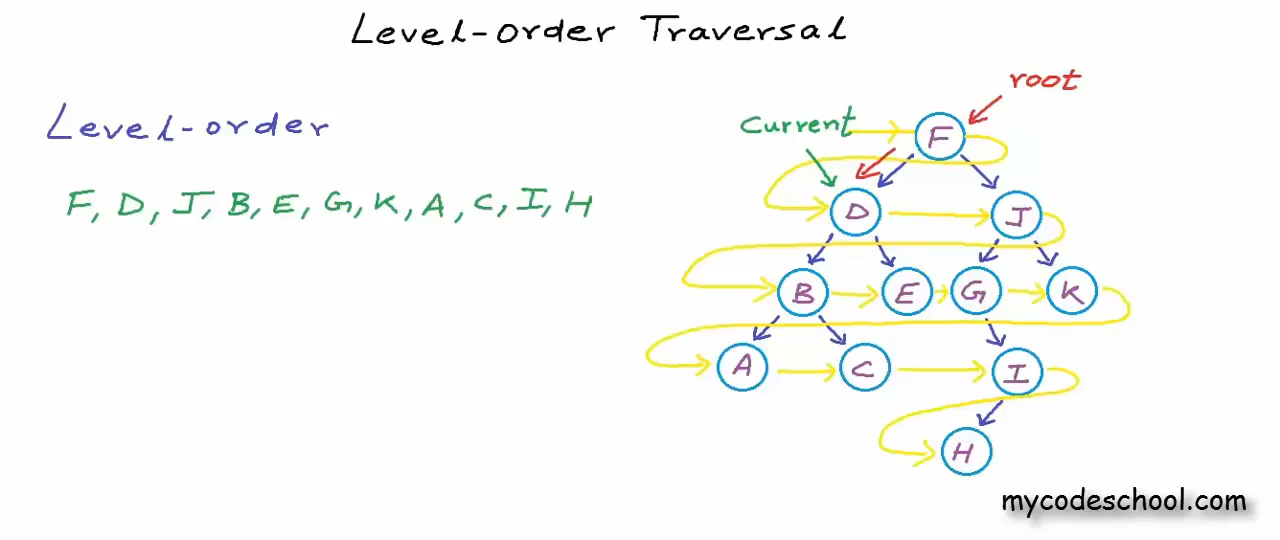 Level-order Traversal
root
Level-order
Current
F
F, D, J, B, E, G, K, A, C, I, H
D
J
B
E
G
K
A
C
I
H
mycodeschool.com